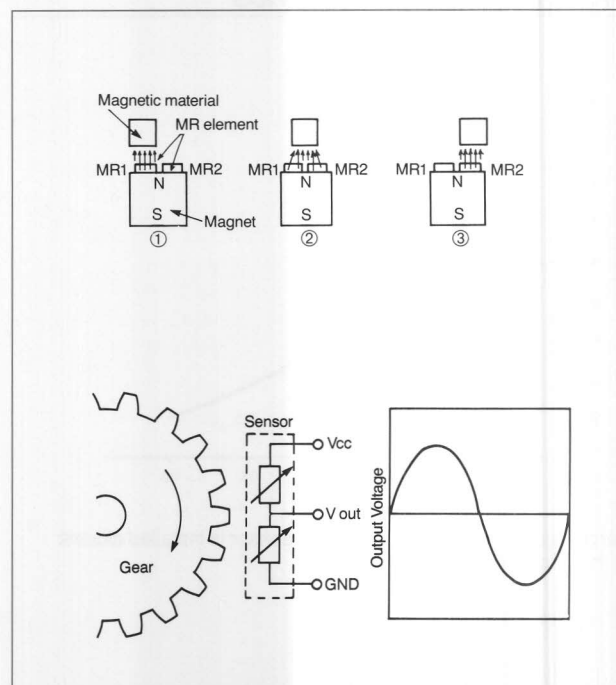 Magnetic material
MR element
MR1 N MR2
S Magnet
①
MR1 N MR2
S
②
MR1 N MR2
S
③
Sensor
Vcc
V out
GND
Gear
Output Voltage